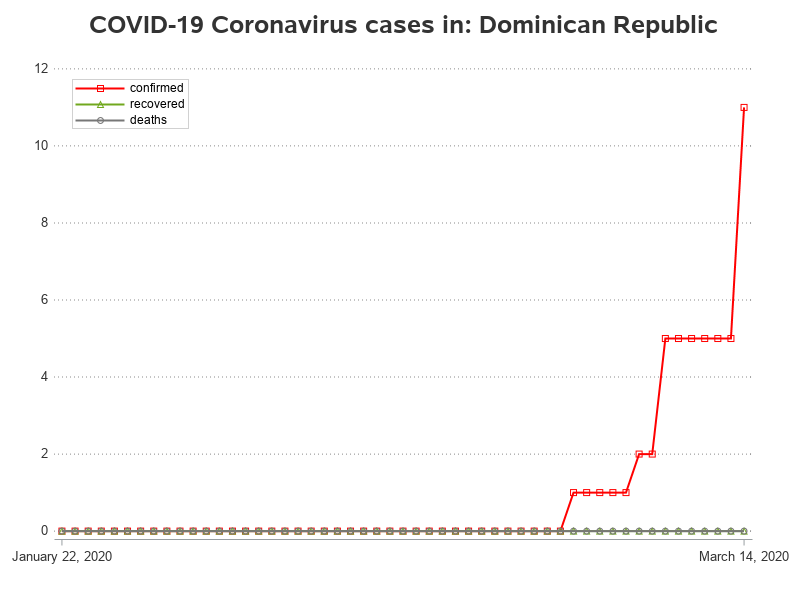 COVID-19 Coronavirus cases in: Dominican Republic
12
confirmed
recovered
deaths
10
8
6
4
2
0
January 22, 2020
March 14, 2020